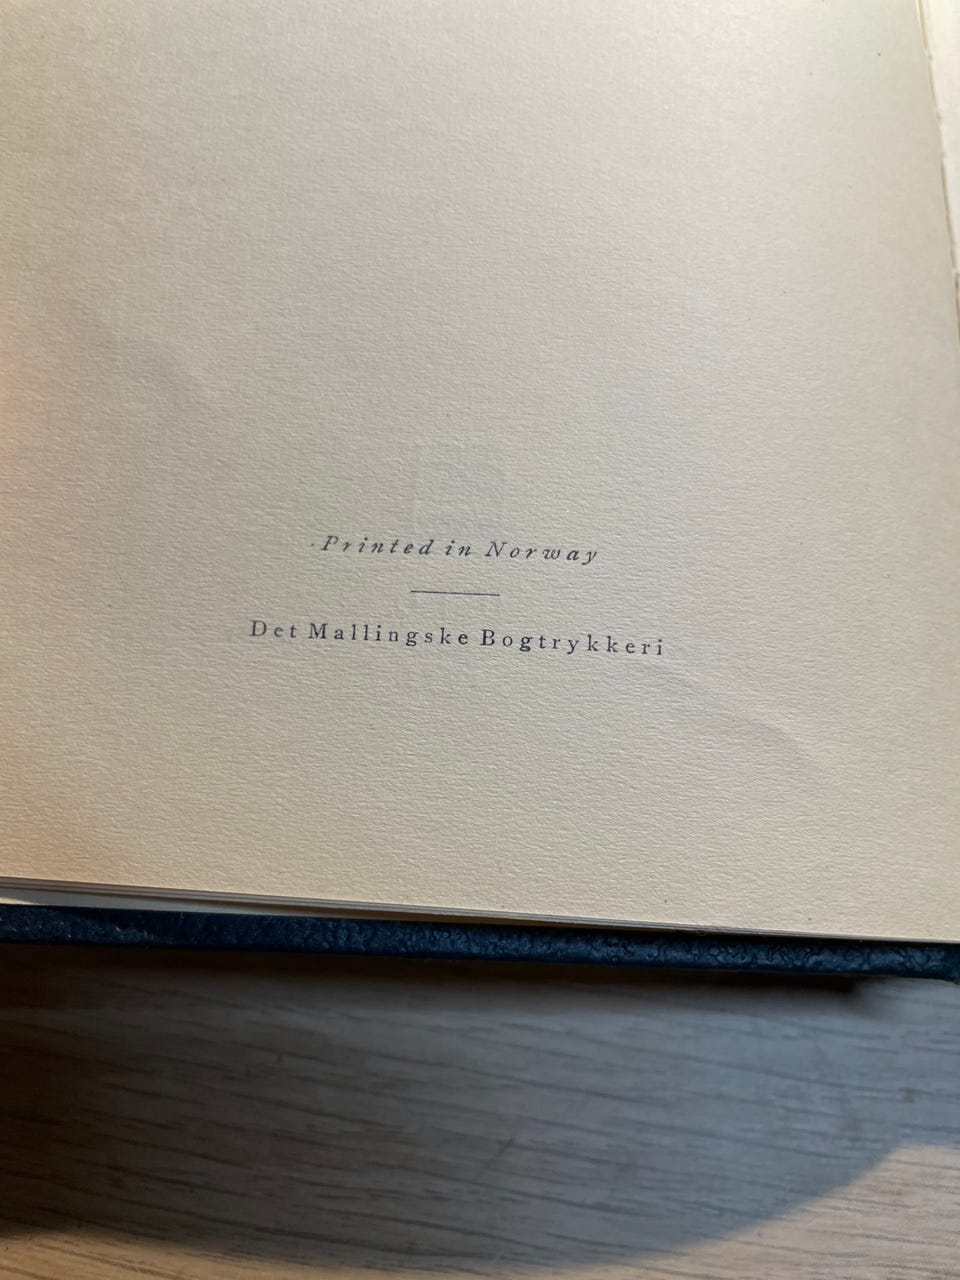 Printed in Norway
Det Mallingske Bogtrykkeri